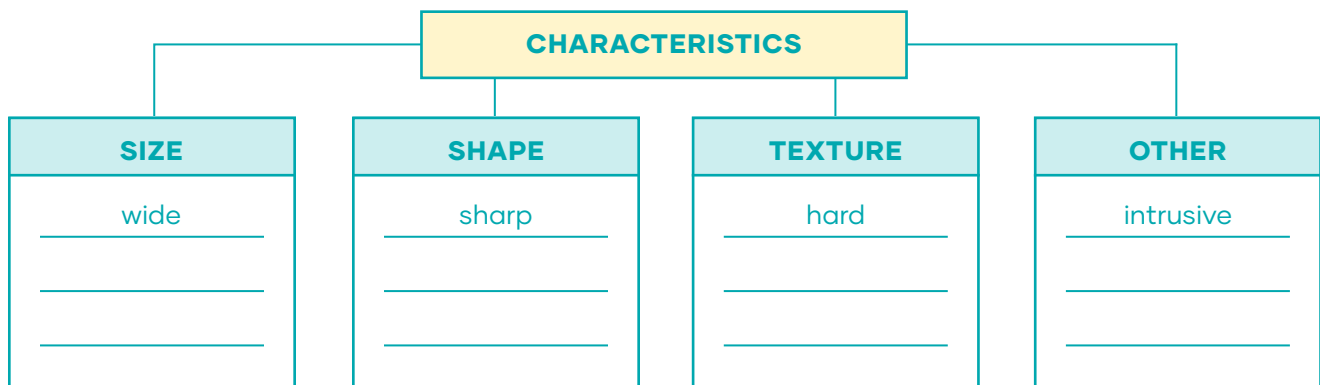 CHARACTERISTICS
SIZE
SHAPE
TEXTURE
OTHER
wide
sharp
hard
intrusive